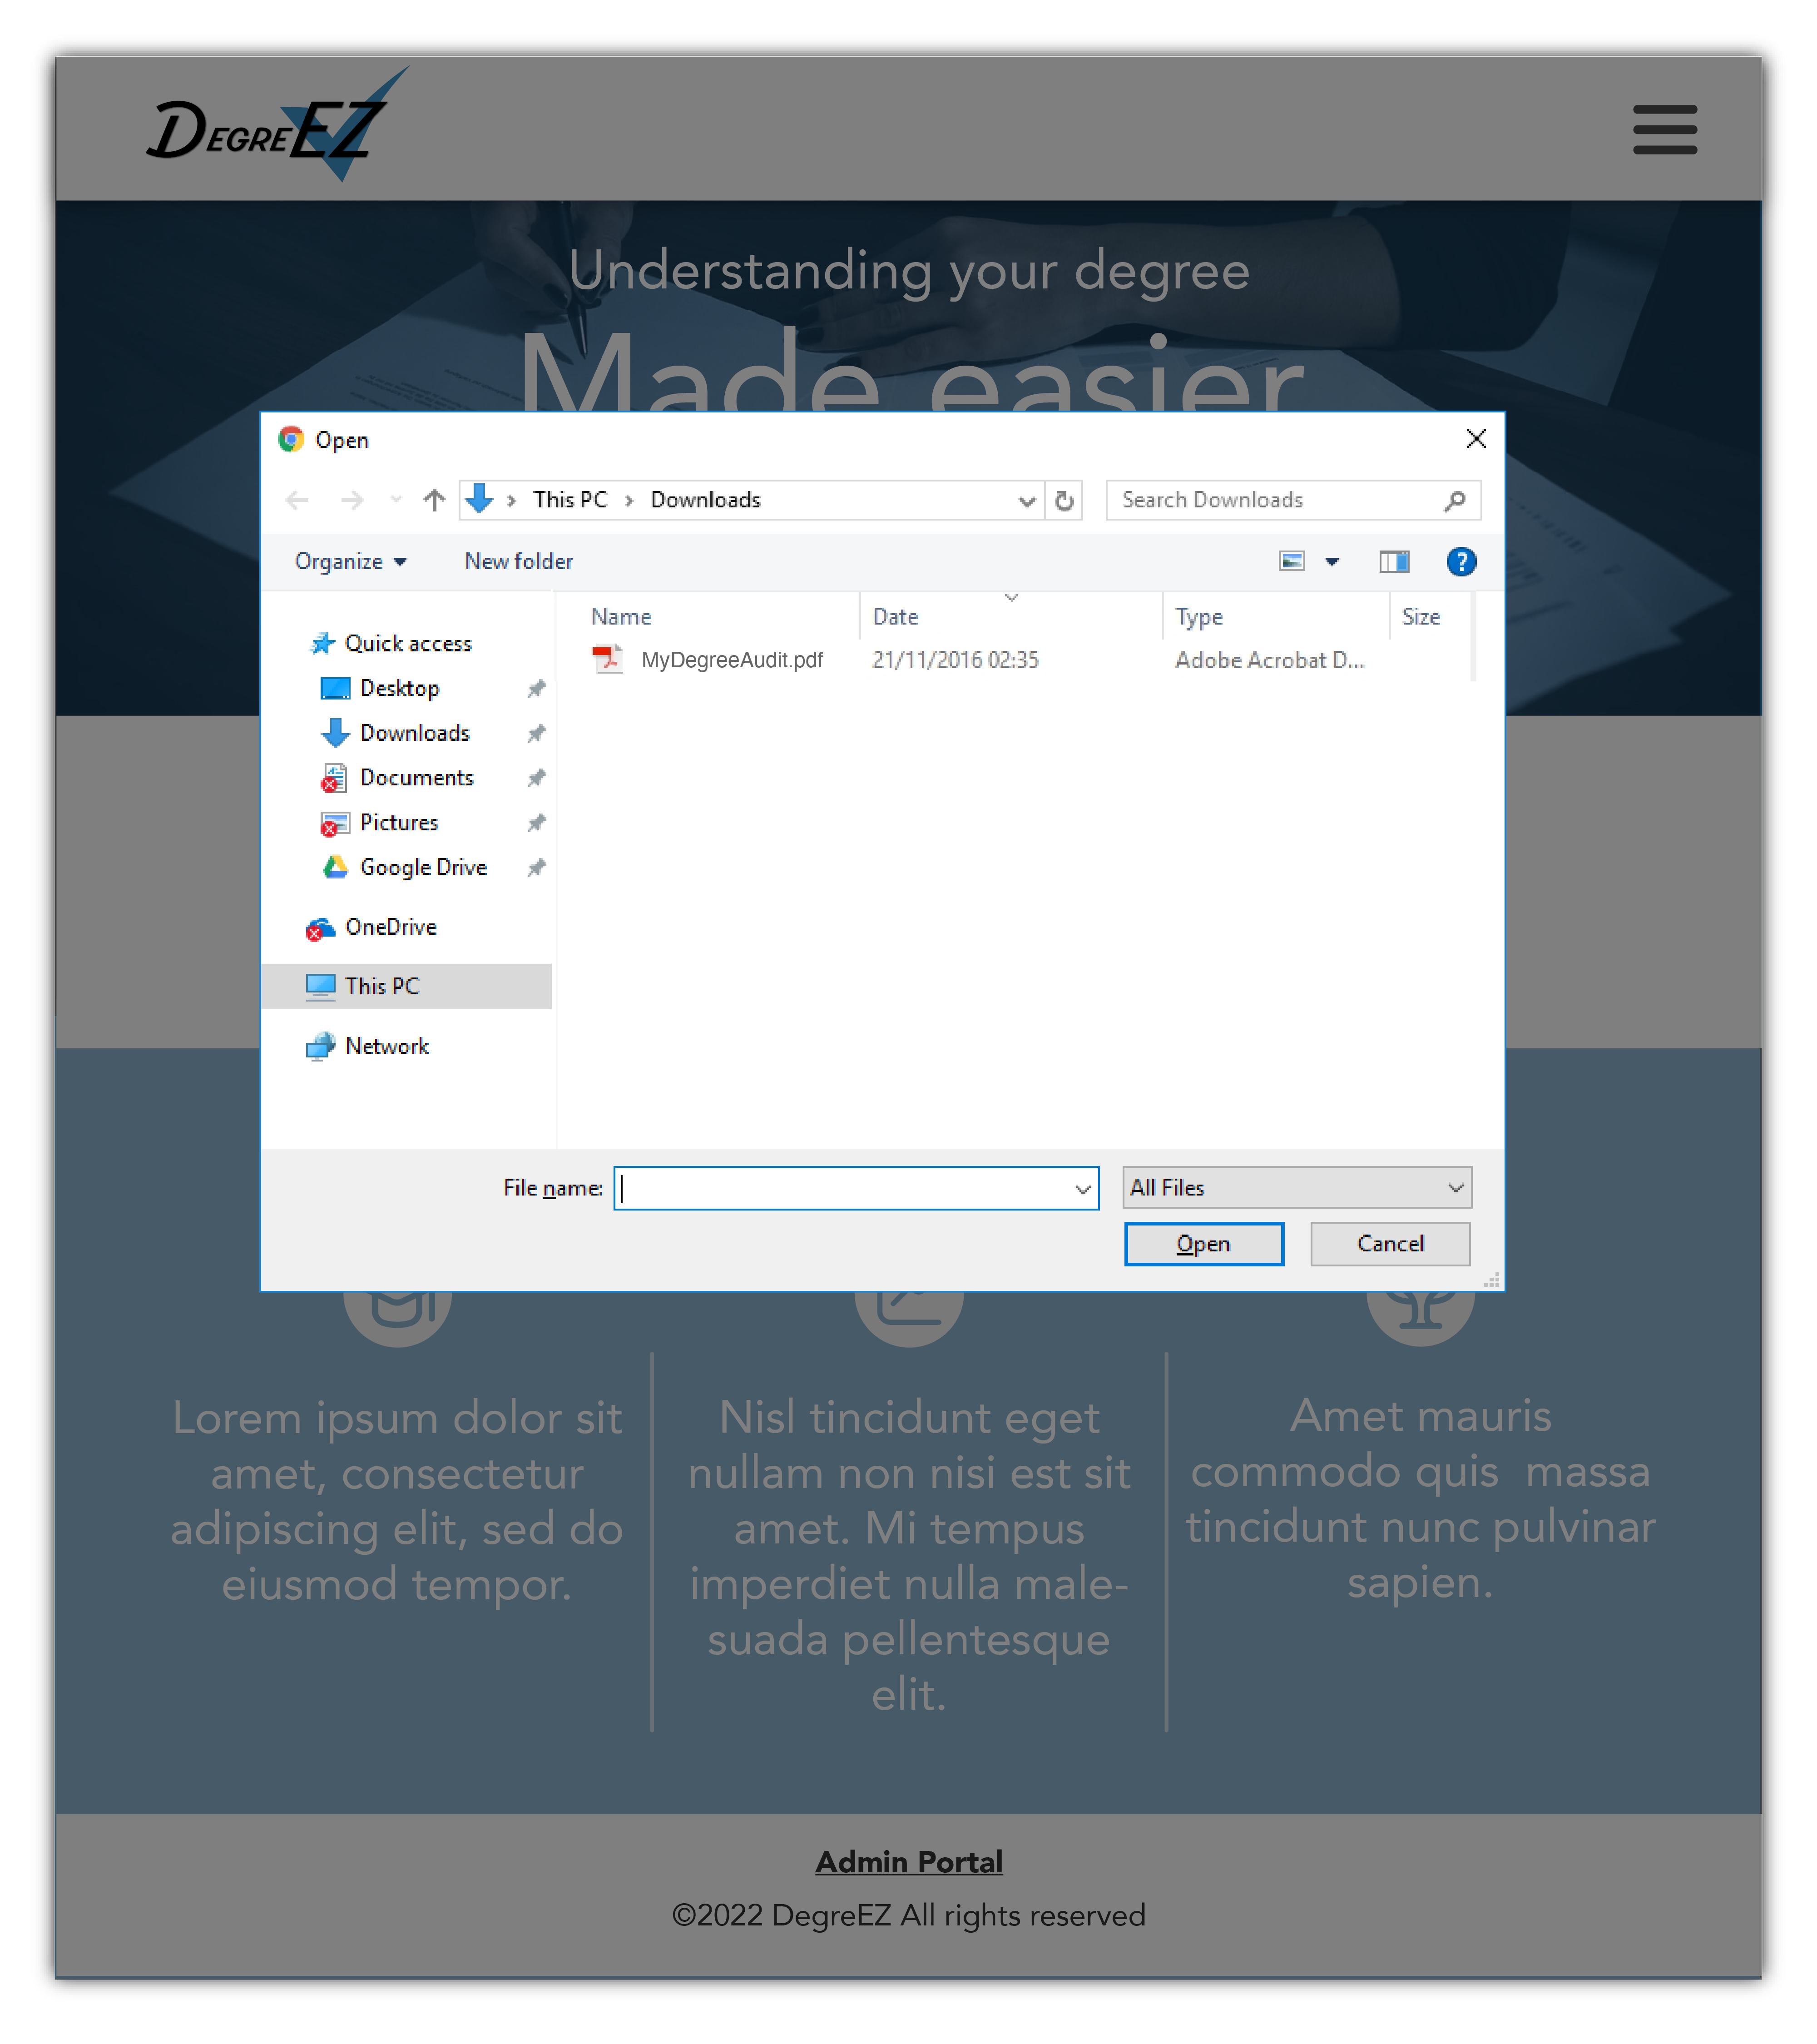 DEGREEZ
Understanding your degree
Made easier
Open
This PC > Downloads
Search Downloads
Organize
New folder
Name Date Type Size
MyDegreeAudit.pdf 21/11/2016 02:35 Adobe Acrobat D...
Quick access
Desktop
Downloads
Documents
Pictures
Google Drive
OneDrive
This PC
Network
File name:
All Files
Open
Cancel
Lorem ipsum dolor sit
amet, consectetur
adipiscing elit, sed do
eiusmod tempor.
Nisl tincidunt eget
nullam non nisi est sit
amet. Mi tempus
imperdiet nulla male-
suada pellentesque
elit.
Amet mauris
commodo quis massa
tincidunt nunc pulvinar
sapien.
Admin Portal
©2022 DegreEZ All rights reserved